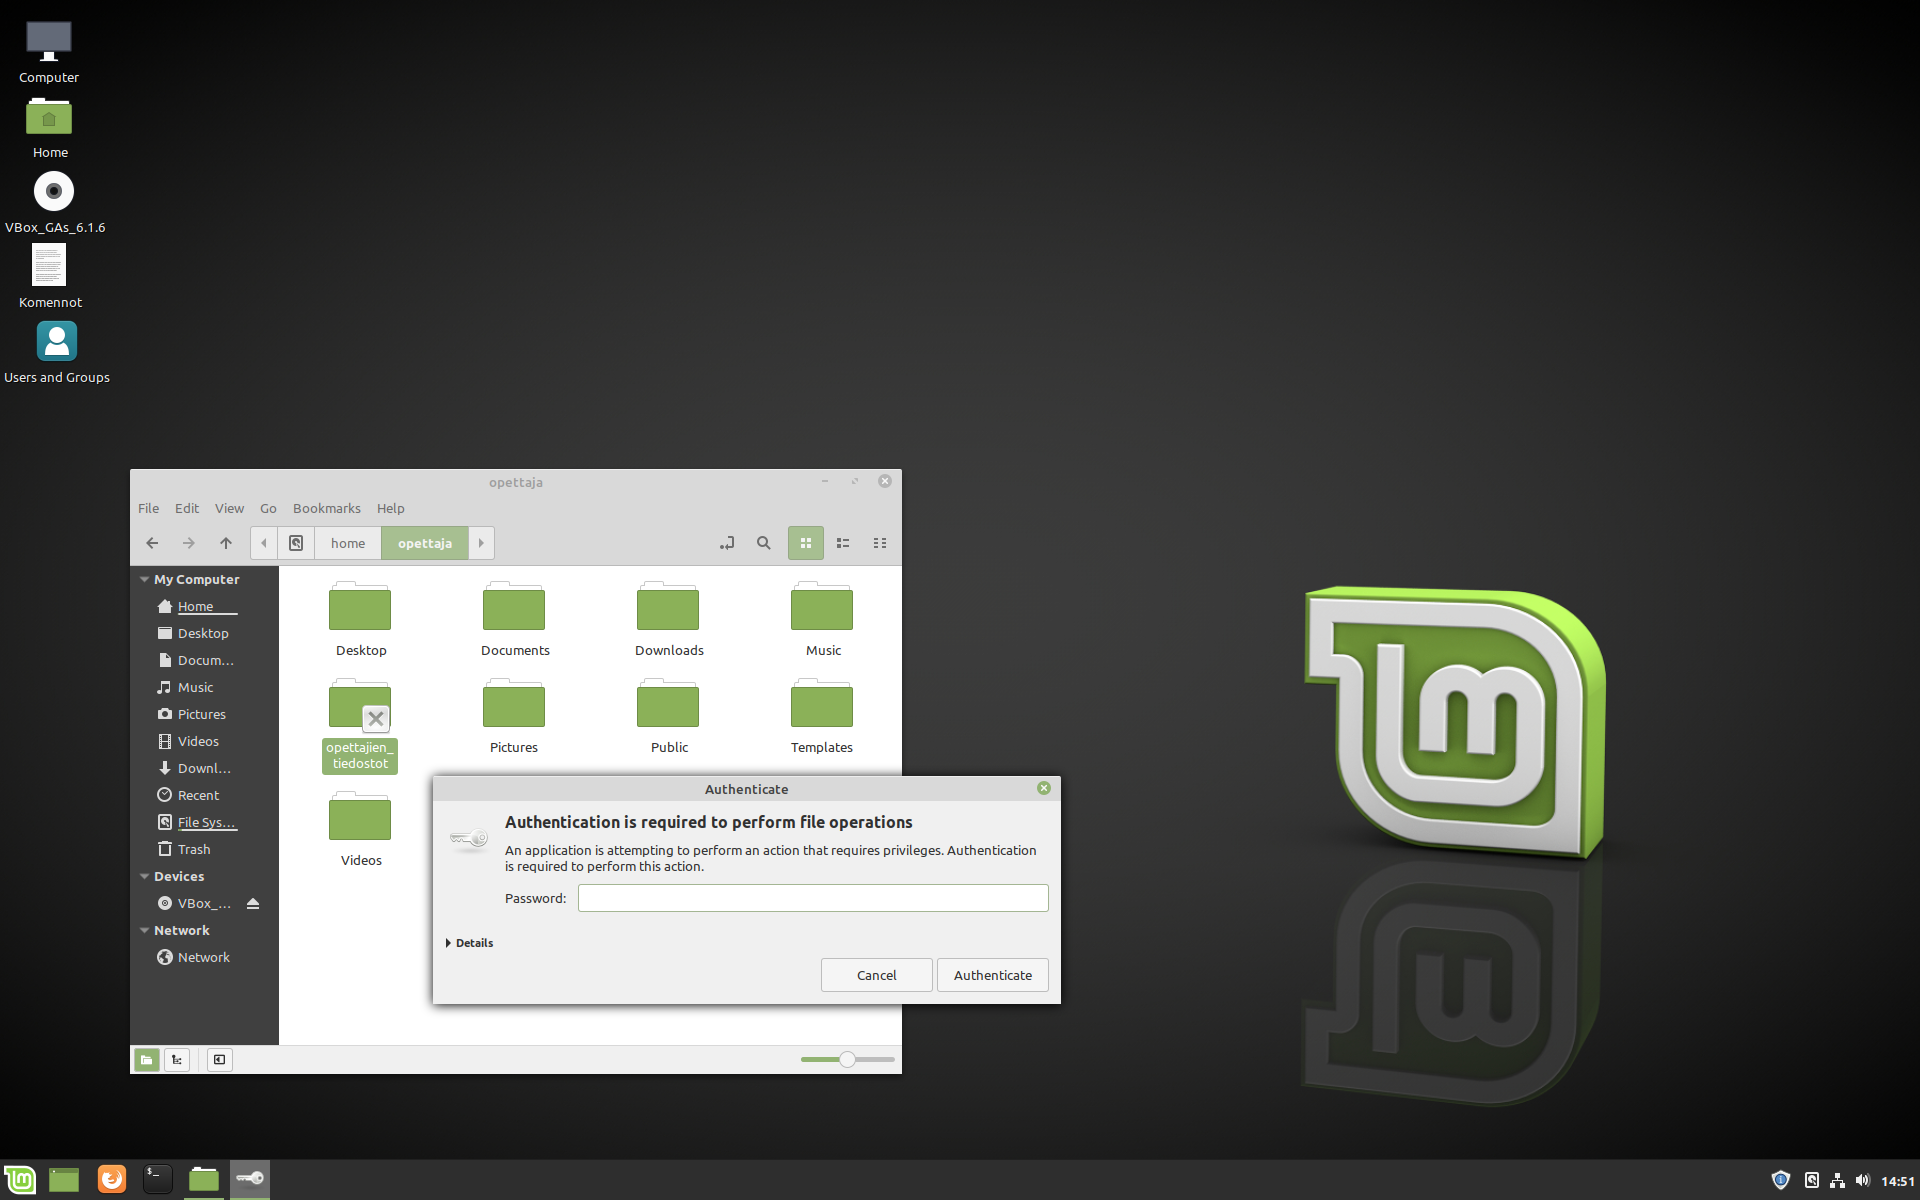 Computer
Home
VBox_GAs_6.1.6
Komennot
Users and Groups
opettaja
File Edit View Go Bookmarks Help
home opettaja
My Computer
Home
Desktop
Docum...
Music
Pictures
Videos
Downl...
Recent
File Sys...
Trash
Devices
VBox_...
Network
Network
Desktop Documents Downloads Music
opettajien_
tiedostot
Pictures Public Templates
Videos
Authenticate
Authentication is required to perform file operations
An application is attempting to perform an action that requires privileges. Authentication
is required to perform this action.
Password:
Details
Cancel Authenticate
$_
14:51